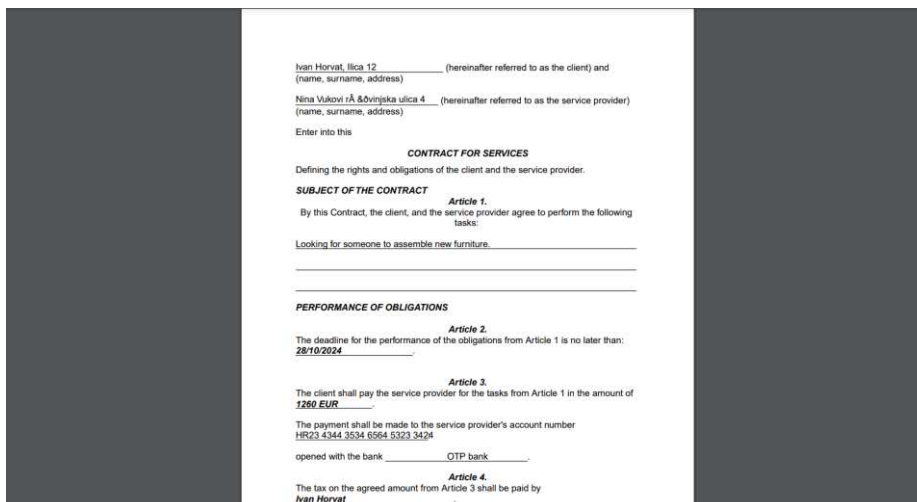 Ivan Horvat, Ilica 12 (hereinafter referred to as the client) and
(name, surname, address)
Nina Vukovi rÅ &ðvinjska ulica 4 (hereinafter referred to as the service provider)
(name, surname, address)
Enter into this
CONTRACT FOR SERVICES
Defining the rights and obligations of the client and the service provider.
SUBJECT OF THE CONTRACT
Article 1.
By this Contract, the client, and the service provider agree to perform the following
tasks:
Looking for someone to assemble new furniture.
PERFORMANCE OF OBLIGATIONS
Article 2.
The deadline for the performance of the obligations from Article 1 is no later than:
28/10/2024.
Article 3.
The client shall pay the service provider for the tasks from Article 1 in the amount of
1260 EUR.
The payment shall be made to the service provider's account number
HR23 4344 3534 6564 5323 3424
opened with the bank OTP bank.
Article 4.
The tax on the agreed amount from Article 3 shall be paid by
Ivan Horvat.